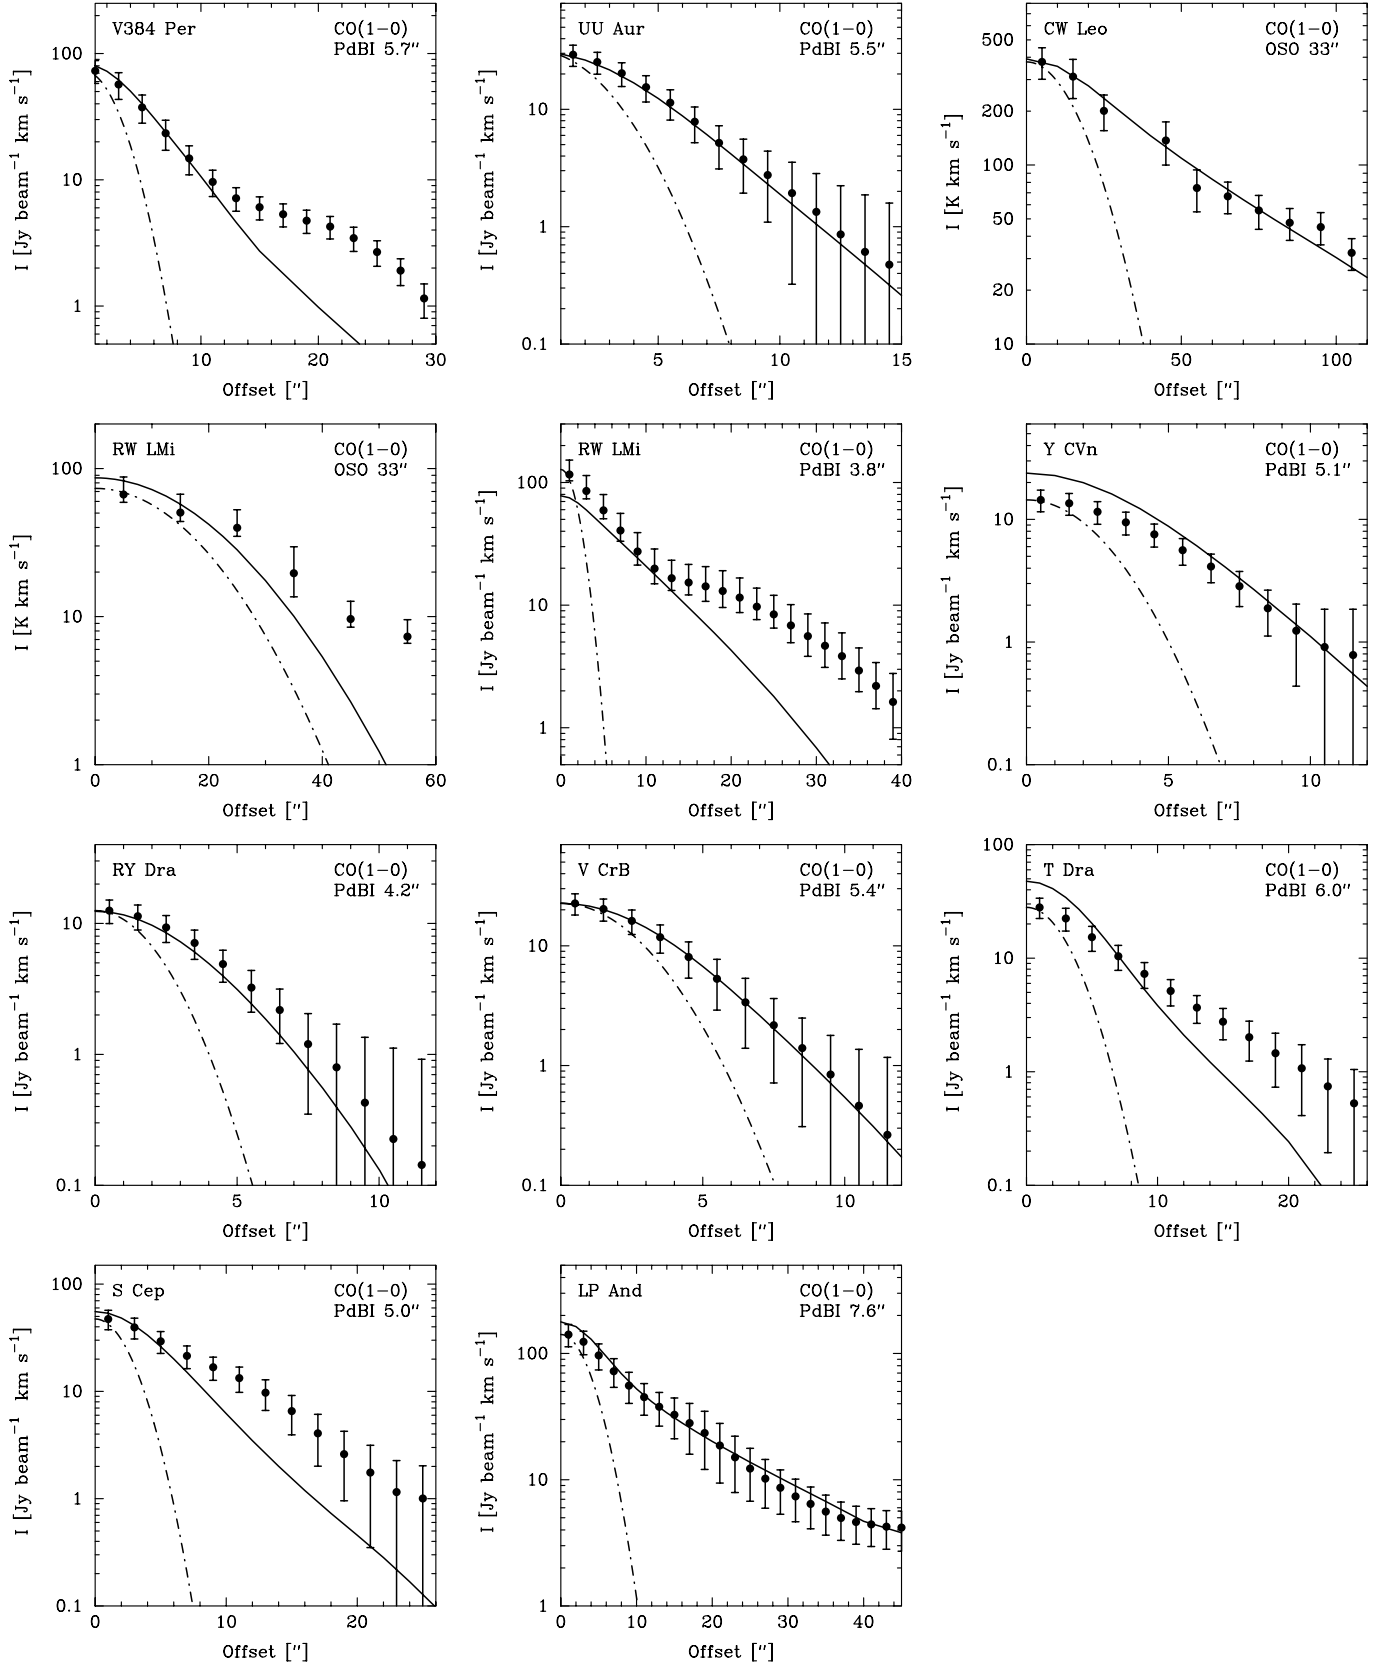 V384 Per
CO(1−0)
PdBI 5.7″
100
10
1
10
20
30
I [Jy beam⁻¹ km s⁻¹]
Offset [″]
UU Aur
CO(1−0)
PdBI 5.5″
10
1
0.1
5
10
15
I [Jy beam⁻¹ km s⁻¹]
Offset [″]
CW Leo
CO(1−0)
OSO 33″
500
200
100
50
20
10
0
50
100
I [K km s⁻¹]
Offset [″]
RW LMi
CO(1−0)
OSO 33″
100
10
1
0
20
40
60
I [K km s⁻¹]
Offset [″]
RW LMi
CO(1−0)
PdBI 3.8″
100
10
1
0
10
20
30
40
I [Jy beam⁻¹ km s⁻¹]
Offset [″]
Y CVn
CO(1−0)
PdBI 5.1″
10
1
0.1
0
5
10
I [Jy beam⁻¹ km s⁻¹]
Offset [″]
RY Dra
CO(1−0)
PdBI 4.2″
10
1
0.1
0
5
10
I [Jy beam⁻¹ km s⁻¹]
Offset [″]
V CrB
CO(1−0)
PdBI 5.4″
10
1
0.1
0
5
10
I [Jy beam⁻¹ km s⁻¹]
Offset [″]
T Dra
CO(1−0)
PdBI 6.0″
100
10
1
0.1
0
10
20
I [Jy beam⁻¹ km s⁻¹]
Offset [″]
S Cep
CO(1−0)
PdBI 5.0″
100
10
1
0.1
0
10
20
I [Jy beam⁻¹ km s⁻¹]
Offset [″]
LP And
CO(1−0)
PdBI 7.6″
100
10
1
0
10
20
30
40
I [Jy beam⁻¹ km s⁻¹]
Offset [″]